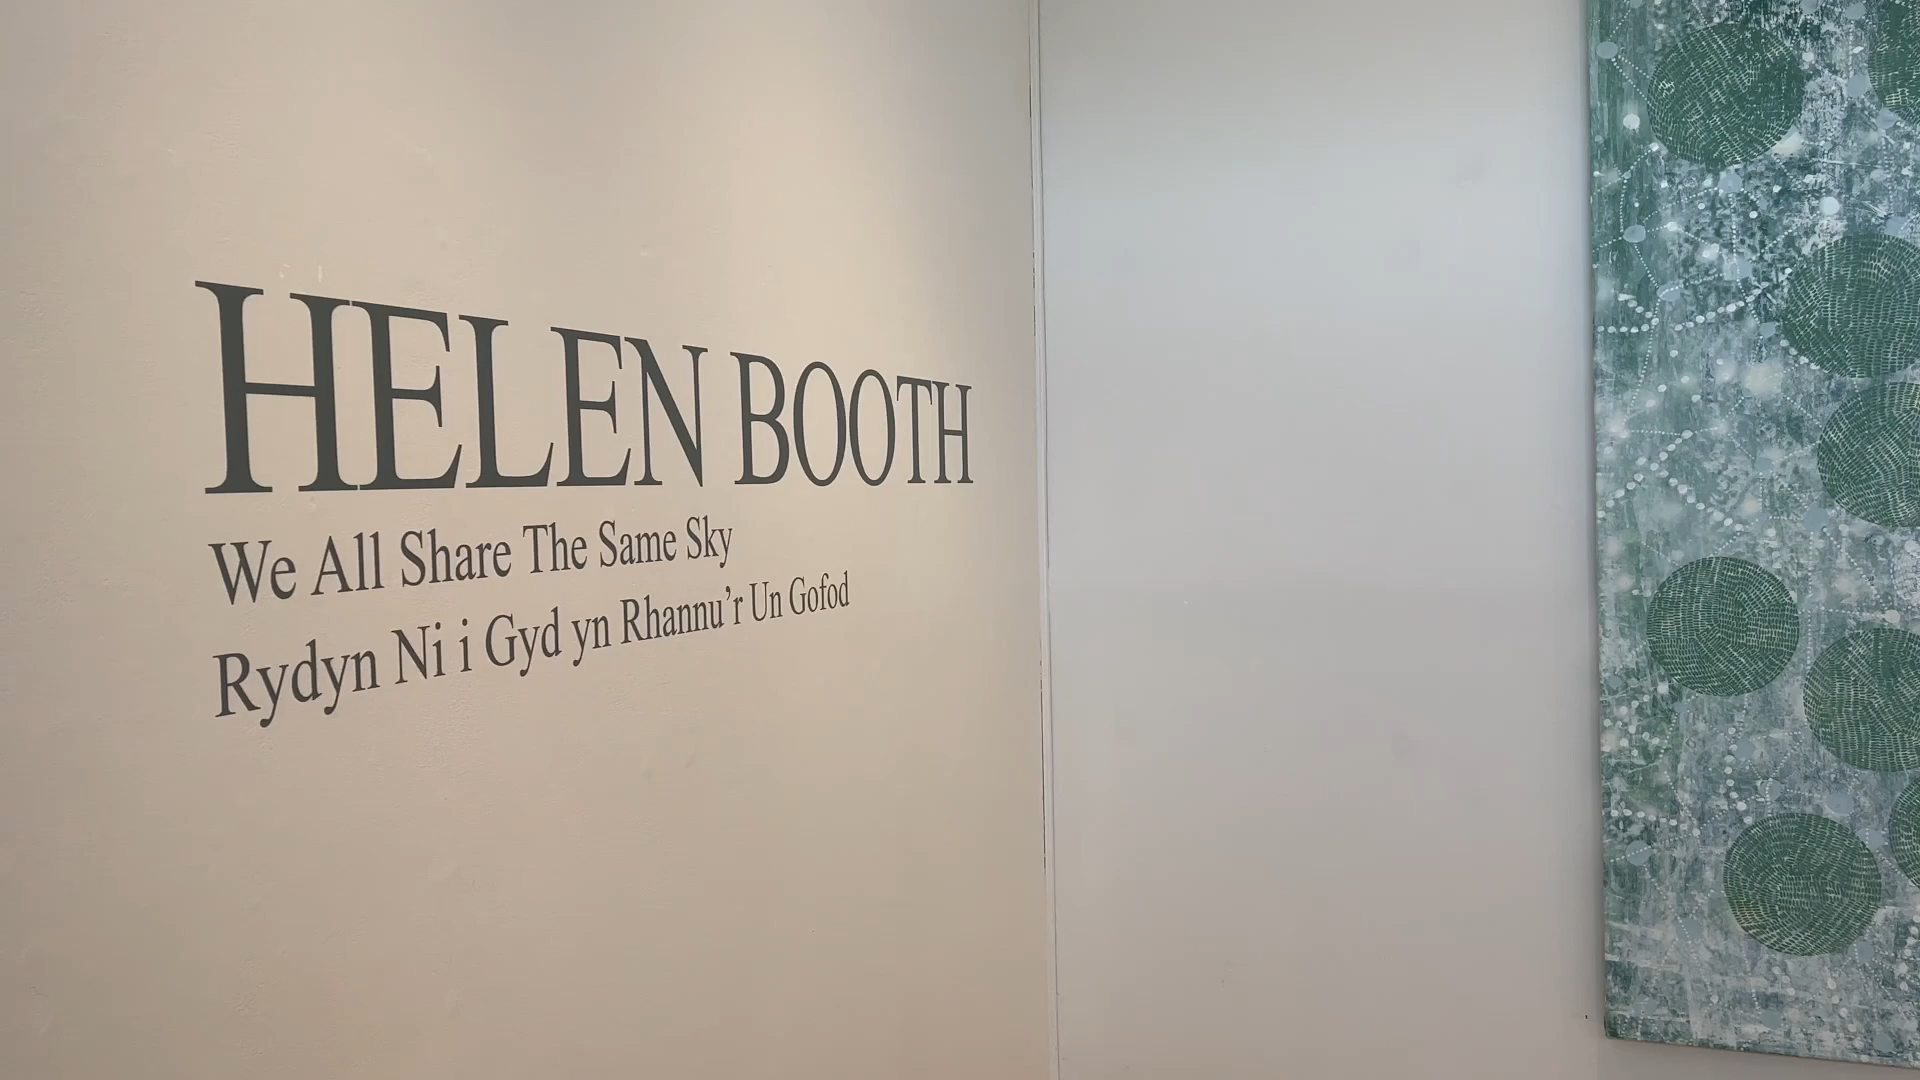 HELEN BOOTH
We All Share The Same Sky
Rydyn Ni i Gyd yn Rhannu’r Un Gofod